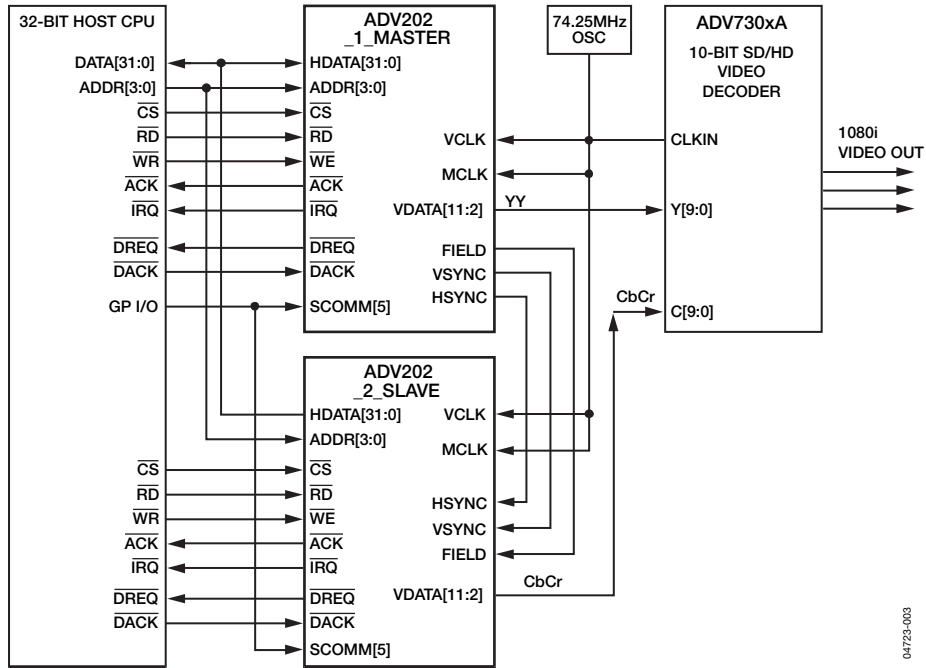 32-BIT HOST CPU
DATA[31:0]
ADDR[3:0]
CS
RD
WR
ACK
IRQ
DREQ
DACK
GP I/O
CS
RD
WR
ACK
IRQ
DREQ
DACK
ADV202
_1_MASTER
HDATA[31:0]
ADDR[3:0]
CS
RD
WE
ACK
IRQ
DREQ
DACK
SCOMM[5]
VCLK
MCLK
VDATA[11:2]
FIELD
VSYNC
HSYNC
YY
ADV202
_2_SLAVE
HDATA[31:0]
ADDR[3:0]
CS
RD
WE
ACK
IRQ
DREQ
DACK
SCOMM[5]
VCLK
MCLK
HSYNC
VSYNC
FIELD
VDATA[11:2]
CbCr
CbCr
74.25MHz
OSC
ADV730xA
10-BIT SD/HD
VIDEO
DECODER
CLKIN
Y[9:0]
C[9:0]
1080i
VIDEO OUT
04723-003